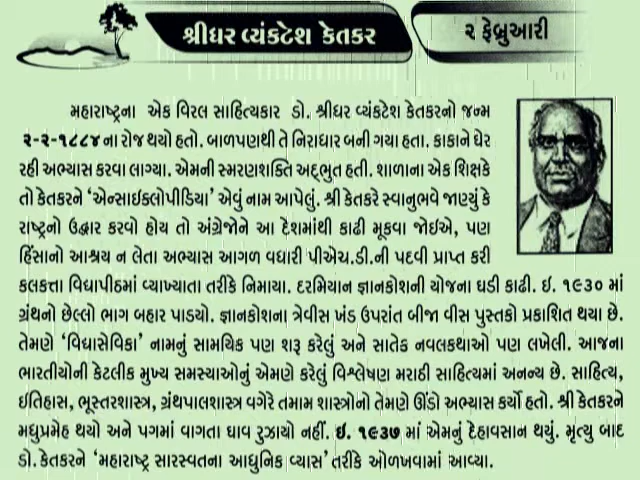 શ્રીધર વ્યંકટેશ કેતકર
૨ ફેબ્રુઆરી
મહારાષ્ટ્રના એક વિરલ સાહિત્યકાર ડો. શ્રીધર વ્યંકટેશ કેતકરનો જન્મ
૨-૨-૧૮૮૪ના રોજ થયો હતો. બાળપણથી તે નિરાધાર બની ગયા હતા. કાકાને ઘેર
રહી અભ્યાસ કરવા લાગ્યા. એમની સ્મરણશક્તિ અદ્ભુત હતી. શાળાના એક શિક્ષકે
તો કેતકરને ‘એન્સાઈક્લોપીડિયા’ એવું નામ આપેલું. શ્રી કેતકરે સ્વાનુભવે જાણ્યું કે
રાષ્ટ્રનો ઉદ્ધાર કરવો હોય તો અંગ્રેજોને આ દેશમાંથી કાઢી મૂકવા જોઈએ, પણ
હિંસાનો આશ્રય ન લેતા અભ્યાસ આગળ વધારી પીએચ.ડી.ની પદવી પ્રાપ્ત કરી
કલકત્તા વિદ્યાપીઠમાં વ્યાખ્યાતા તરીકે નિમાયા. દરમિયાન જ્ઞાનકોશની યોજના ઘડી કાઢી. ઇ. ૧૯૩૦ માં
ગ્રંથનો છેલ્લો ભાગ બહાર પાડયો. જ્ઞાનકોશના ત્રેવીસ ખંડ ઉપરાંત બીજા વીસ પુસ્તકો પ્રકાશિત થયા છે.
તેમણે ‘વિદ્યાસેવિકા’ નામનું સામયિક પણ શરૂ કરેલું અને સાતેક નવલકથાઓ પણ લખેલી. આજના
ભારતીયોની કેટલીક મુખ્ય સમસ્યાઓનું એમણે કરેલું વિશ્લેષણ મરાઠી સાહિત્યમાં અનન્ય છે. સાહિત્ય,
ઇતિહાસ, ભૂસ્તરશાસ્ત્ર, ગ્રંથપાલશાસ્ત્ર વગેરે તમામ શાસ્ત્રોનો તેમણે ઊંડો અભ્યાસ કર્યો હતો. શ્રી કેતકરને
મધુપ્રમેહ થયો અને પગમાં વાગતા ઘાવ રુઝાયો નહીં. ઇ. ૧૯૩૭ માં એમનું દેહાવસાન થયું. મૃત્યુ બાદ
ડો. કેતકરને ‘મહારાષ્ટ્ર સારસ્વતના આધુનિક વ્યાસ’ તરીકે ઓળખવામાં આવ્યા.